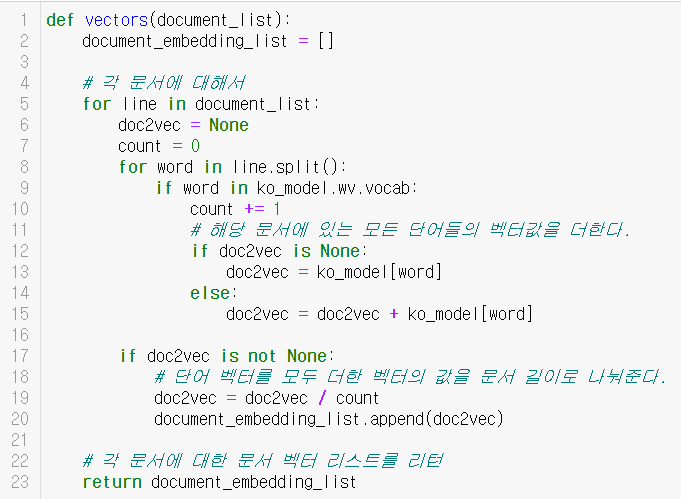 1 def vectors(document_list):
2     document_embedding_list = []
3
4     # 각 문서에 대해서
5     for line in document_list:
6         doc2vec = None
7         count = 0
8         for word in line.split():
9             if word in ko_model.wv.vocab:
10                 count += 1
11                 # 해당 문서에 있는 모든 단어들의 벡터값을 더한다.
12                 if doc2vec is None:
13                     doc2vec = ko_model[word]
14                 else:
15                     doc2vec = doc2vec + ko_model[word]
16
17         if doc2vec is not None:
18             # 단어 벡터를 모두 더한 벡터의 값을 문서 길이로 나눠준다.
19             doc2vec = doc2vec / count
20             document_embedding_list.append(doc2vec)
21
22     # 각 문서에 대한 문서 벡터 리스트를 리턴
23     return document_embedding_list